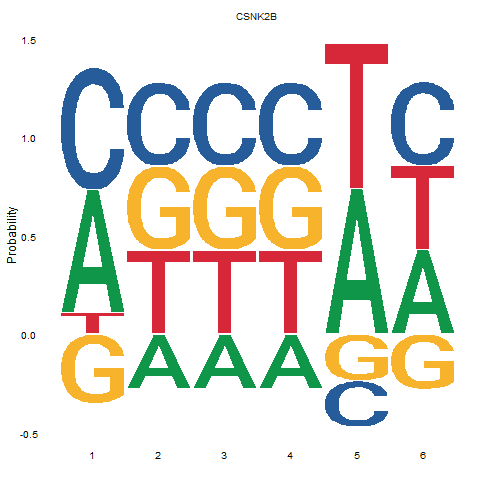 CSNK2B
Probability
1.5
1.0
0.5
0.0
-0.5
C A T G
C G T A
C G T A
C G T A
T A G C
C T A G
1 2 3 4 5 6